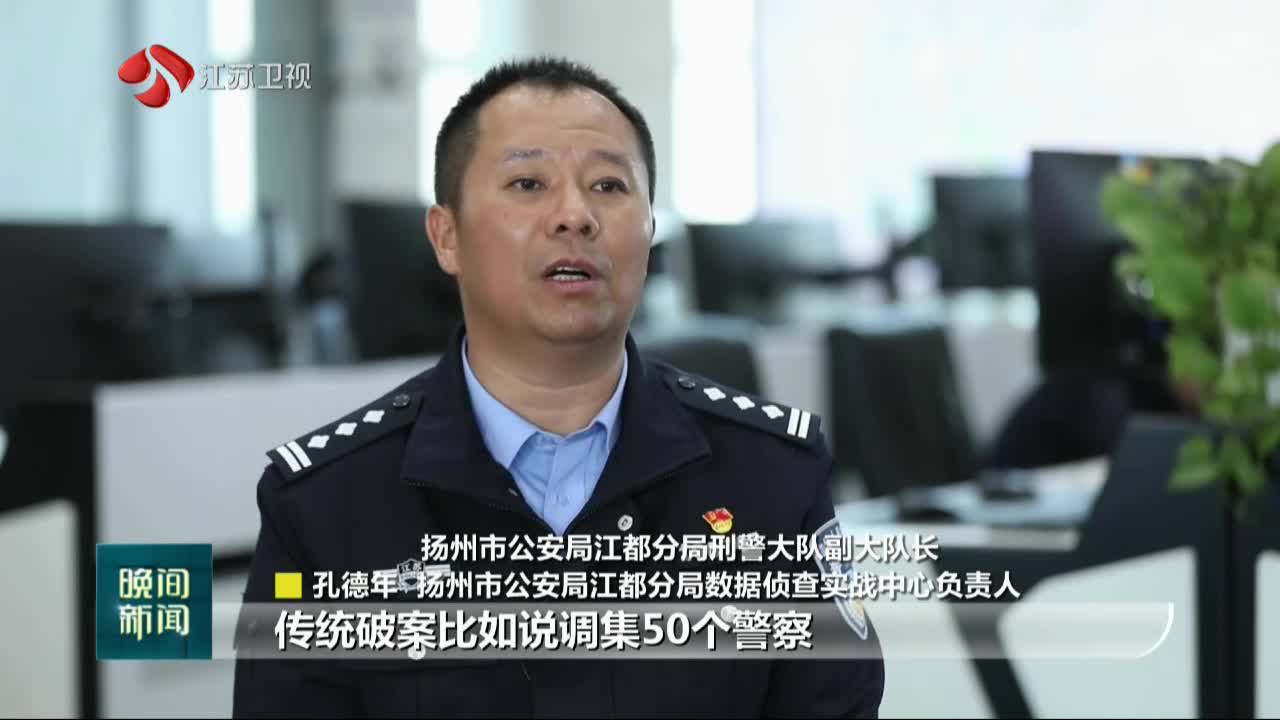 江苏卫视
扬州市公安局江都分局刑警大队副大队长
孔德年 扬州市公安局江都分局数据侦查实战中心负责人
晚间
新闻
传统破案比如说调集50个警察